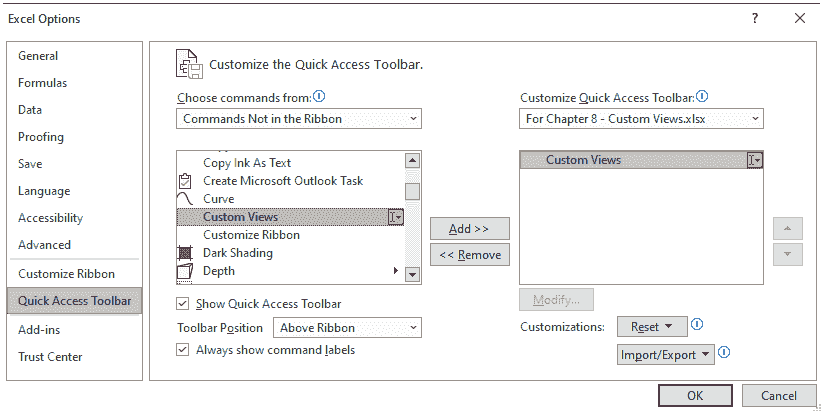 Excel Options
?
General
Formulas
Data
Proofing
Save
Language
Accessibility
Advanced
Customize Ribbon
Quick Access Toolbar
Add-ins
Trust Center
Customize the Quick Access Toolbar.
Choose commands from:
Commands Not in the Ribbon
Copy Ink As Text
Create Microsoft Outlook Task
Curve
Custom Views
Customize Ribbon
Dark Shading
Depth
Show Quick Access Toolbar
Toolbar Position Above Ribbon
Always show command labels
Add >>
<< Remove
Customize Quick Access Toolbar:
For Chapter 8 - Custom Views.xlsx
Custom Views
Modify...
Customizations: Reset
Import/Export
OK Cancel